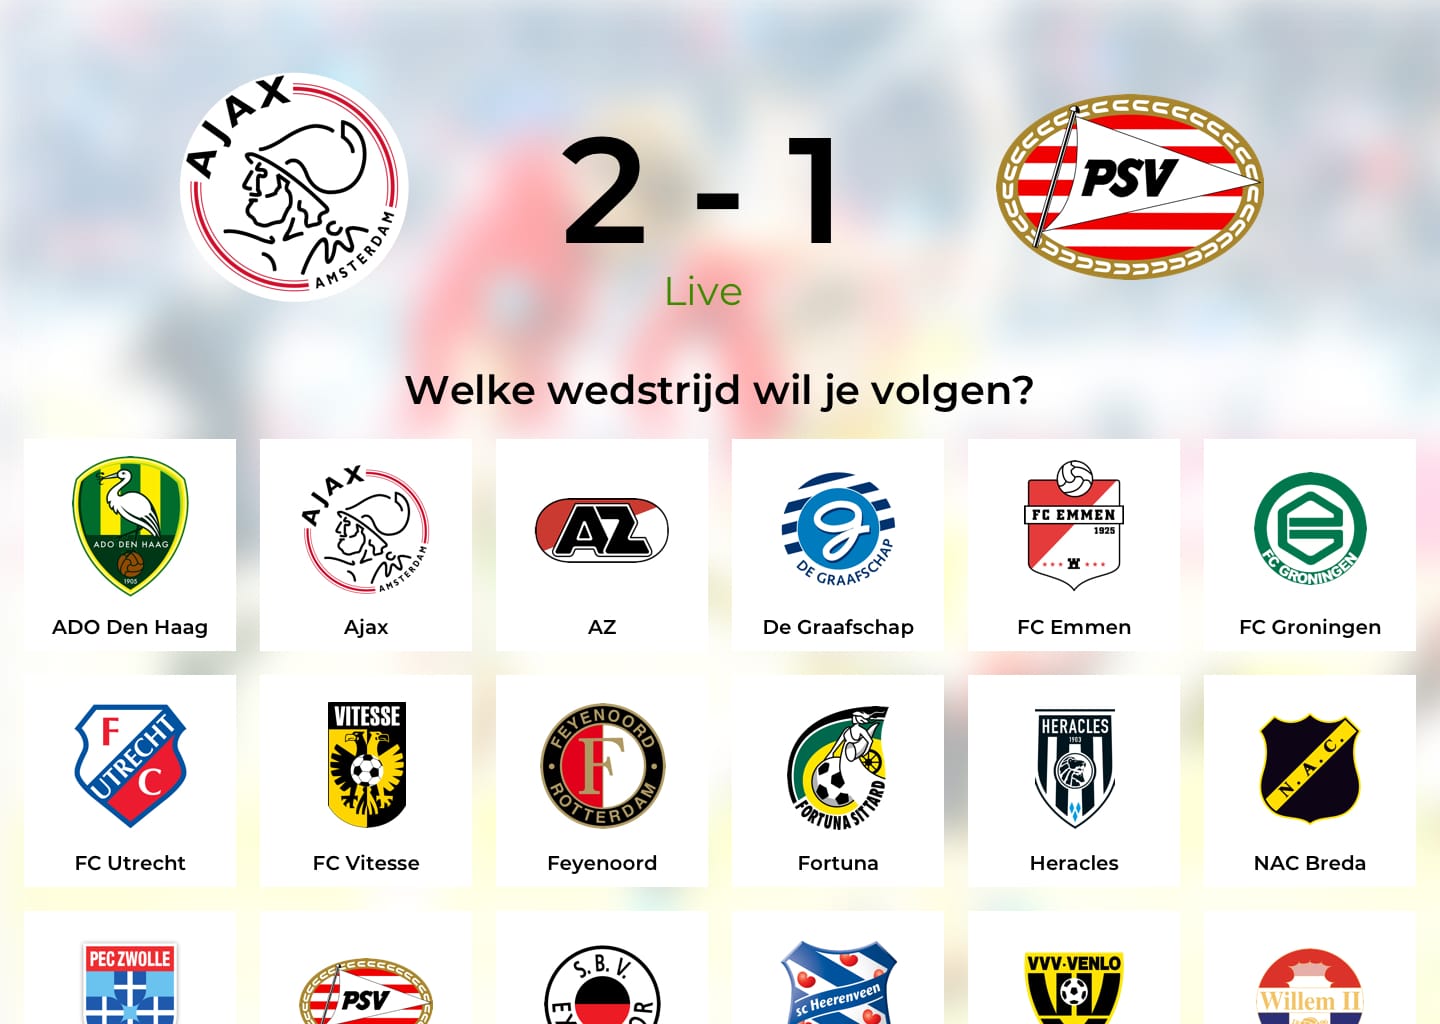 AJAX
AMSTERDAM
2 - 1
PSV
Live
Welke wedstrijd wil je volgen?
ADO DEN HAAG
1905
AJAX
AMSTERDAM
AZ
DE GRAAFSCHAP
FC EMMEN
1925
FC GRONINGEN
ADO Den Haag
Ajax
AZ
De Graafschap
FC Emmen
FC Groningen
F
UTRECHT
C
VITESSE
FEYENOORD
F
ROTTERDAM
FORTUNA SITTARD
HERACLES
1903
N.A.C.
FC Utrecht
FC Vitesse
Feyenoord
Fortuna
Heracles
NAC Breda
PEC ZWOLLE
PSV
S.B.V.
sc Heerenveen
VVV-VENLO
Willem II